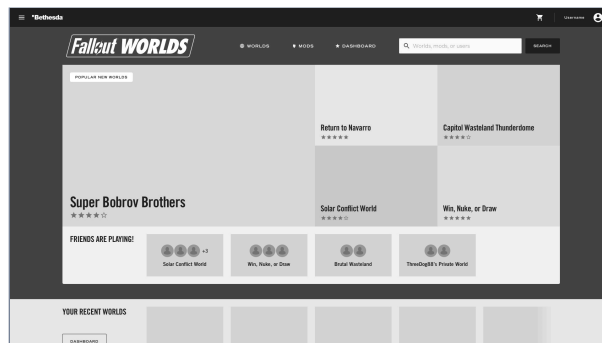 Bethesda
Username
Fallout WORLDS
WORLDS
MODS
DASHBOARD
Worlds, mods, or users
SEARCH
POPULAR NEW WORLDS
Super Bobrov Brothers
Return to Navarro
Capitol Wasteland Thunderdome
Solar Conflict World
Win, Nuke, or Draw
FRIENDS ARE PLAYING!
+3
Solar Conflict World
Win, Nuke, or Draw
Brutal Wasteland
ThreeDog88's Private World
YOUR RECENT WORLDS
DASHBOARD